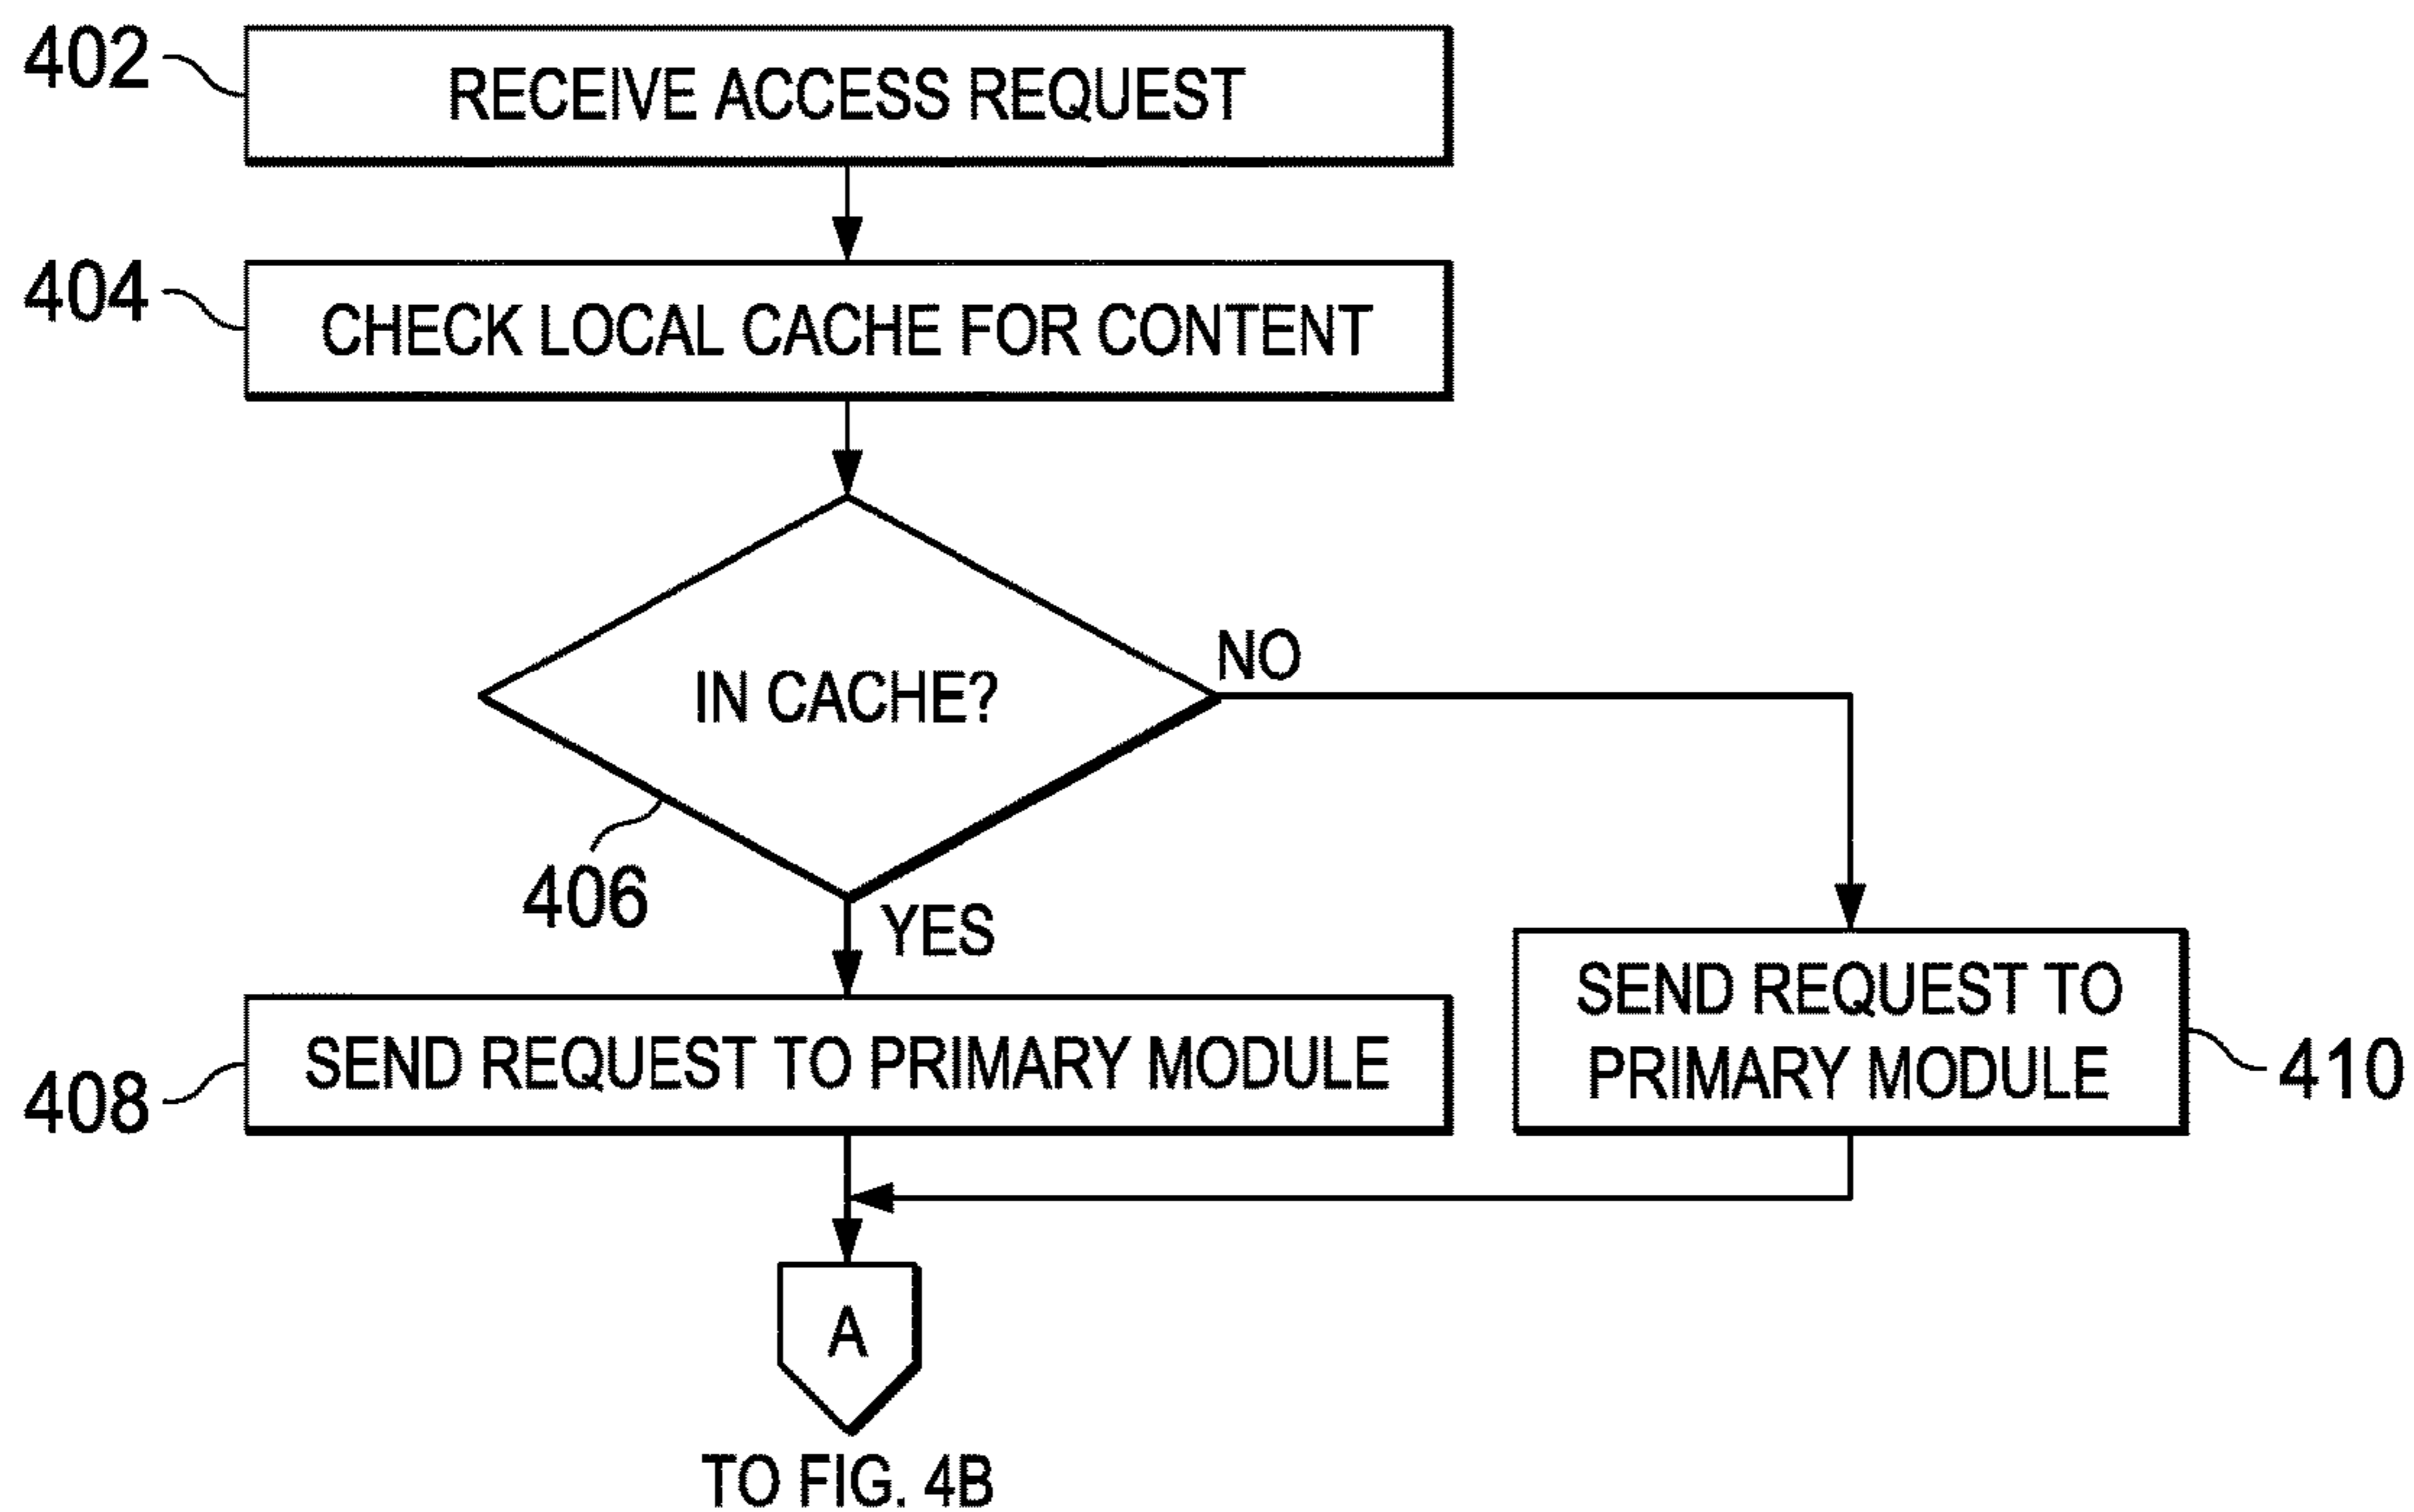 402
RECEIVE ACCESS REQUEST
404
CHECK LOCAL CACHE FOR CONTENT
IN CACHE?
NO
406
YES
408
SEND REQUEST TO PRIMARY MODULE
SEND REQUEST TO
PRIMARY MODULE
410
A
TO FIG. 4B